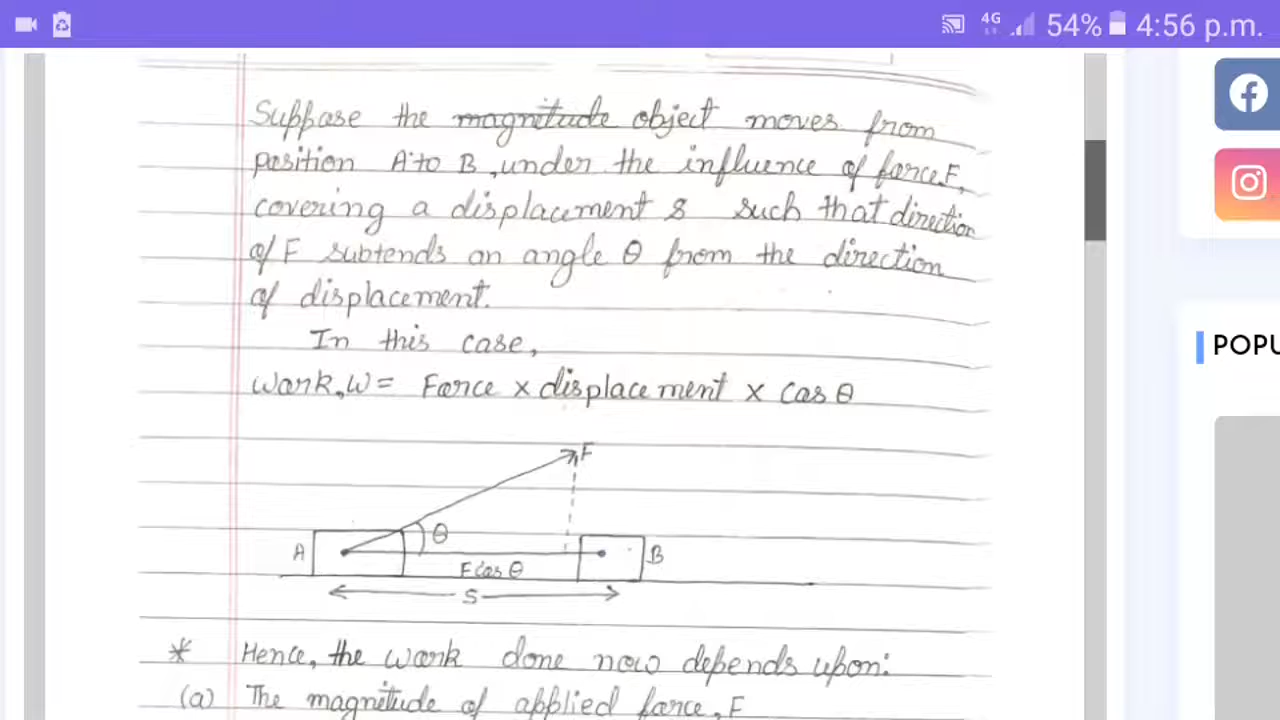 4G 54% 4:56 p.m.
Suppose the magnitude object moves from
position A to B, under the influence of force F,
covering a displacement s such that direction
of F subtends an angle θ from the direction
of displacement.
In this case,
Work, W = Force × displacement × cos θ
F
A θ B
F cos θ
S
* Hence, the work done now depends upon:
(a) The magnitude of applied force, F
POPU